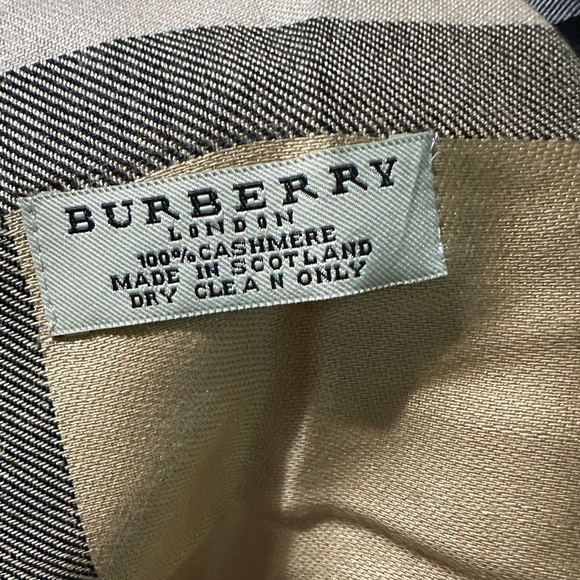 BURBERRY
LONDON
100% CASHMERE
MADE IN SCOTLAND
DRY CLEAN ONLY